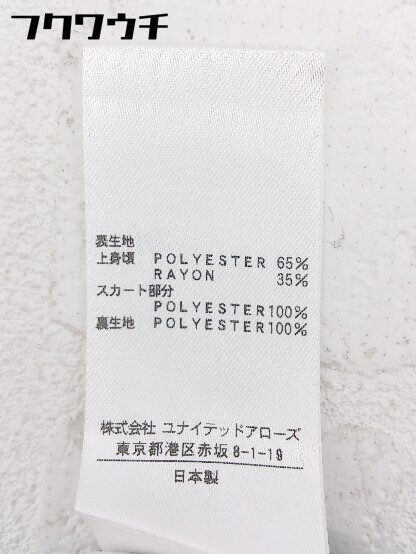 フクワウチ
表生地
上身頃 POLYESTER 65%
RAYON 35%
スカート部分
POLYESTER100%
裏生地 POLYESTER100%
株式会社 ユナイテッドアローズ
東京都港区赤坂8-1-19
日本製